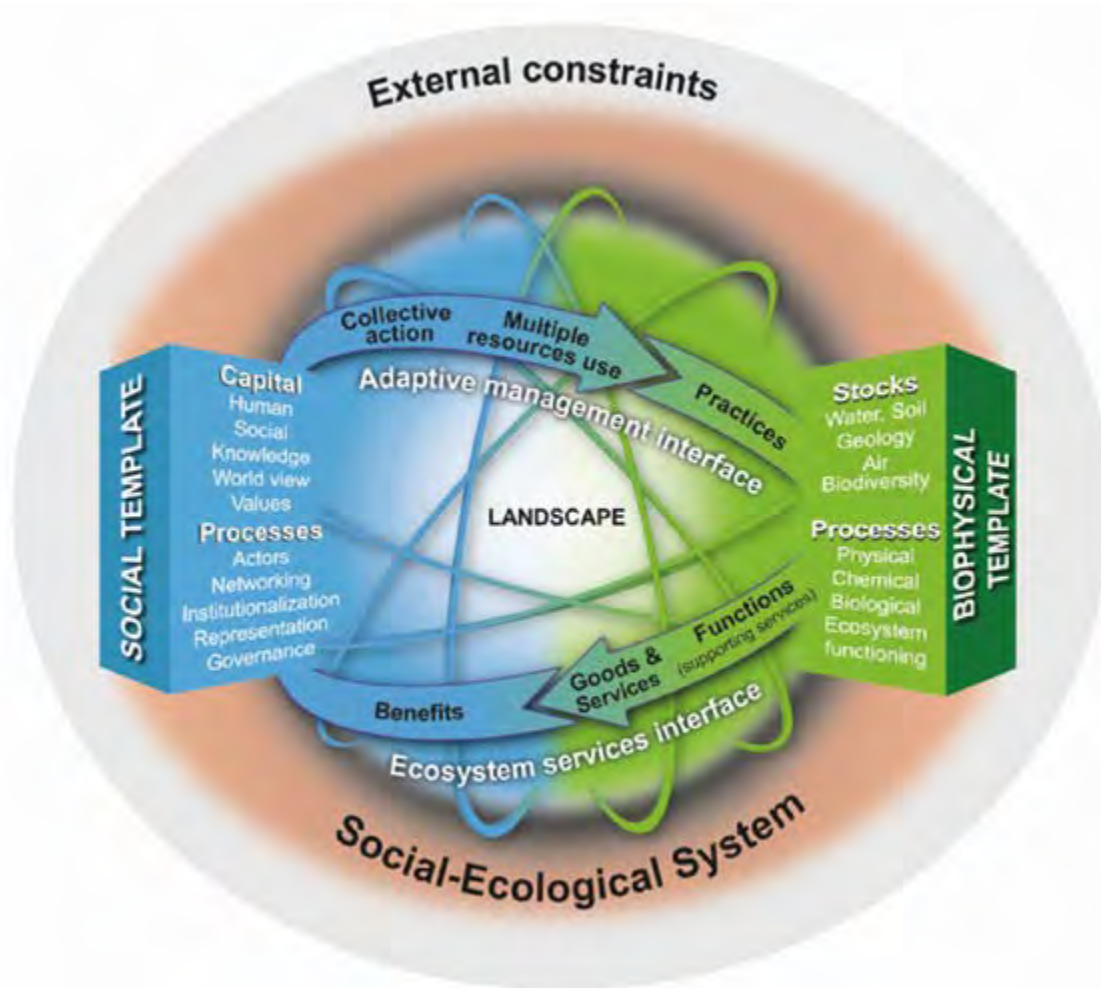 External constraints
Collective
action
Multiple
resources use
Practices
Adaptive management interface
SOCIAL TEMPLATE
Capital
Human
Social
Knowledge
World view
Values
Processes
Actors
Networking
Institutionalization
Representation
Governance
LANDSCAPE
Stocks
Water, Soil
Geology
Air
Biodiversity
Processes
Physical
Chemical
Biological
Ecosystem
functioning
BIOPHYSICAL
TEMPLATE
Functions
(supporting services)
Goods &
Services
Benefits
Ecosystem services interface
Social-Ecological System